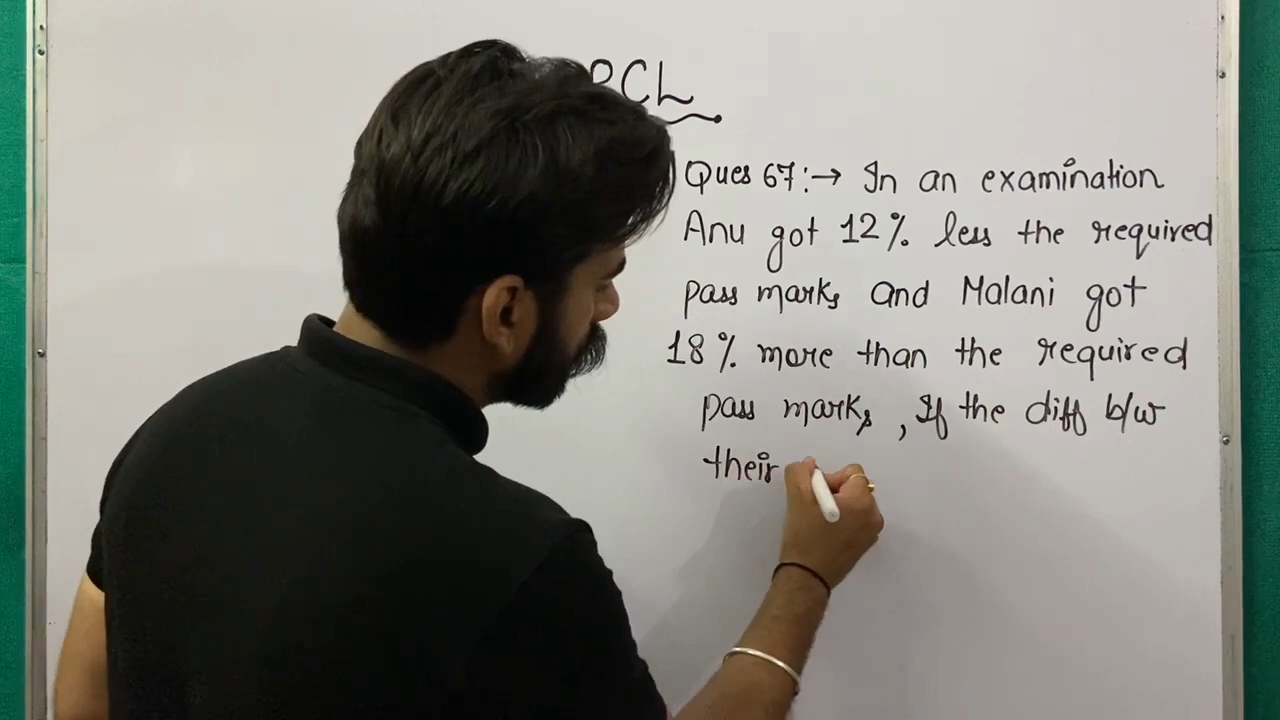 PCL
Ques 67:→ In an examination
Anu got 12% less the required
pass marks and Malani got
18% more than the required
pass marks, If the diff b/w
their